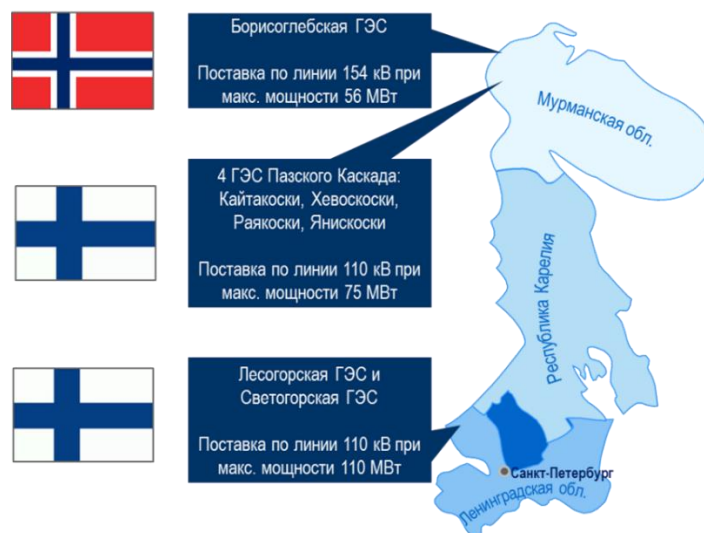 Борисоглебская ГЭС
Поставка по линии 154 кВ при
макс. мощности 56 МВт
Мурманская обл.
4 ГЭС Пазского Каскада:
Кайтакоски, Хевоскоски,
Раякоски, Янискоски
Поставка по линии 110 кВ при
макс. мощности 75 МВт
Республика Карелия
Лесогорская ГЭС и
Светогорская ГЭС
Поставка по линии 110 кВ при
макс. мощности 110 МВт
Санкт-Петербург
Ленинградская обл.